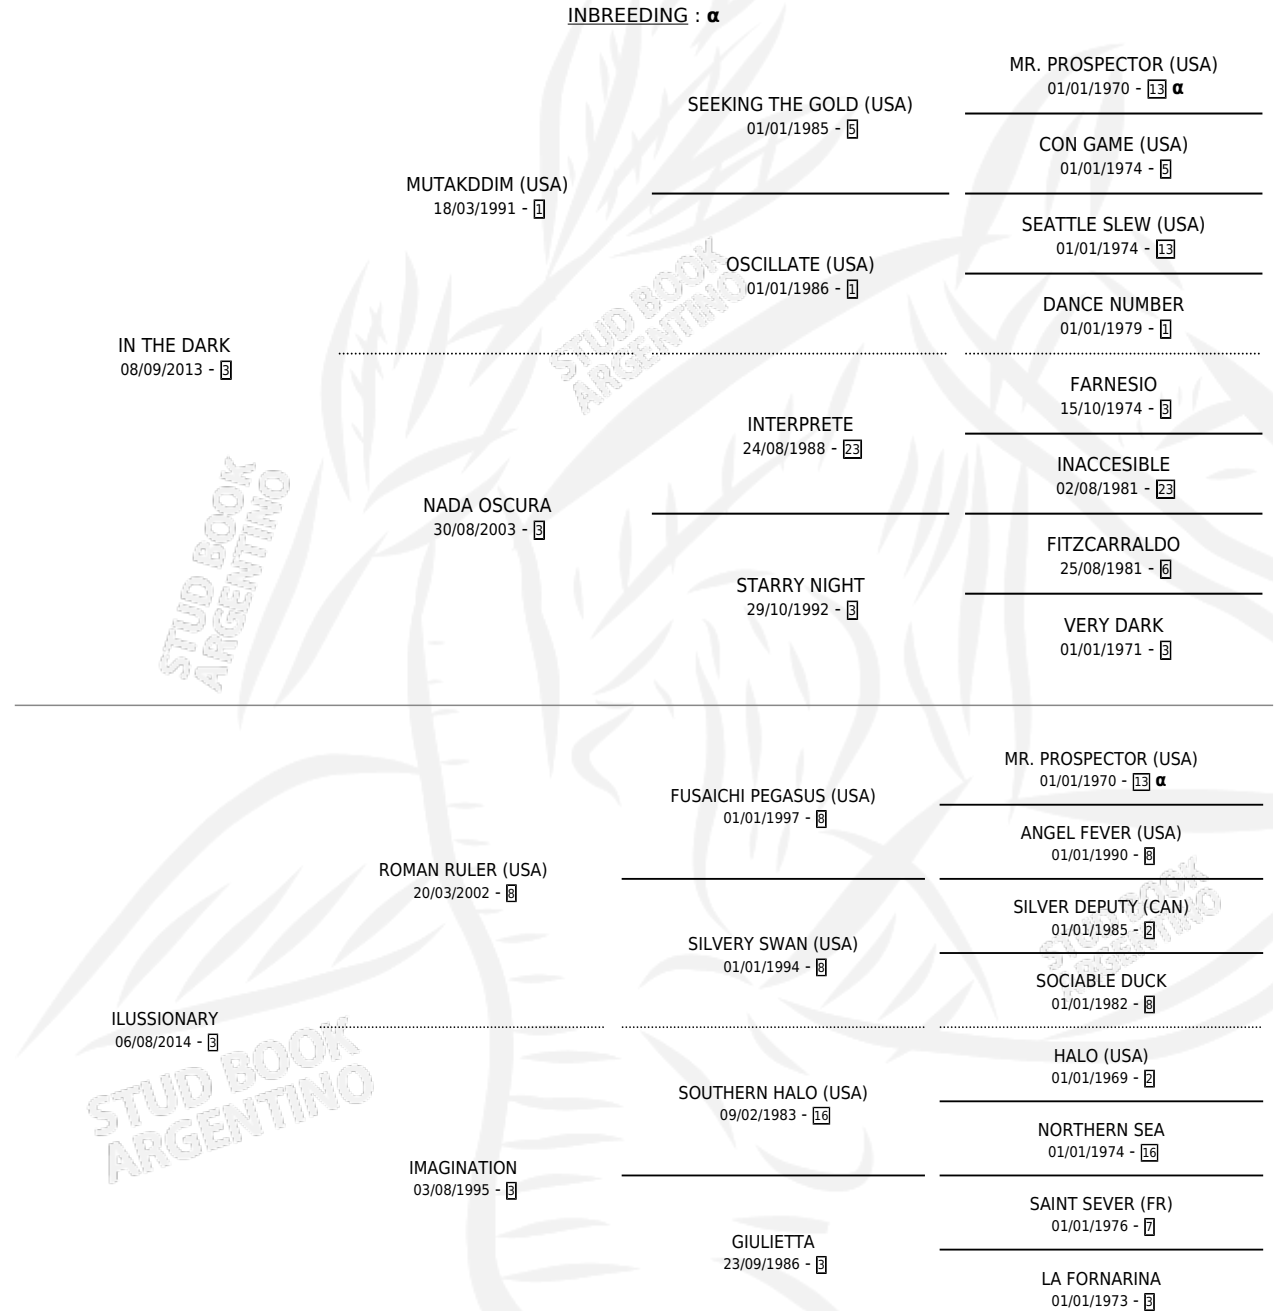 INBREEDING : α
MR. PROSPECTOR (USA)
01/01/1970 - 13 α
SEEKING THE GOLD (USA)
01/01/1985 - 5
CON GAME (USA)
01/01/1974 - 5
MUTAKDDIM (USA)
18/03/1991 - 1
SEATTLE SLEW (USA)
01/01/1974 - 13
OSCILLATE (USA)
01/01/1986 - 1
DANCE NUMBER
01/01/1979 - 1
IN THE DARK
08/09/2013 - 3
FARNESIO
15/10/1974 - 3
INTERPRETE
24/08/1988 - 23
INACCESIBLE
02/08/1981 - 23
NADA OSCURA
30/08/2003 - 3
FITZCARRALDO
25/08/1981 - 6
STARRY NIGHT
29/10/1992 - 3
VERY DARK
01/01/1971 - 3
MR. PROSPECTOR (USA)
01/01/1970 - 13 α
FUSAICHI PEGASUS (USA)
01/01/1997 - 8
ANGEL FEVER (USA)
01/01/1990 - 8
ROMAN RULER (USA)
20/03/2002 - 8
SILVER DEPUTY (CAN)
01/01/1985 - 2
SILVERY SWAN (USA)
01/01/1994 - 8
SOCIABLE DUCK
01/01/1982 - 8
ILUSSIONARY
06/08/2014 - 3
HALO (USA)
01/01/1969 - 2
SOUTHERN HALO (USA)
09/02/1983 - 16
NORTHERN SEA
01/01/1974 - 16
IMAGINATION
03/08/1995 - 3
SAINT SEVER (FR)
01/01/1976 - 7
GIULIETTA
23/09/1986 - 3
LA FORNARINA
01/01/1973 - 3
STUD BOOK
ARGENTINO
STUD BOOK
ARGENTINO
STUD BOOK
ARGENTINO
STUD BOOK
ARGENTINO